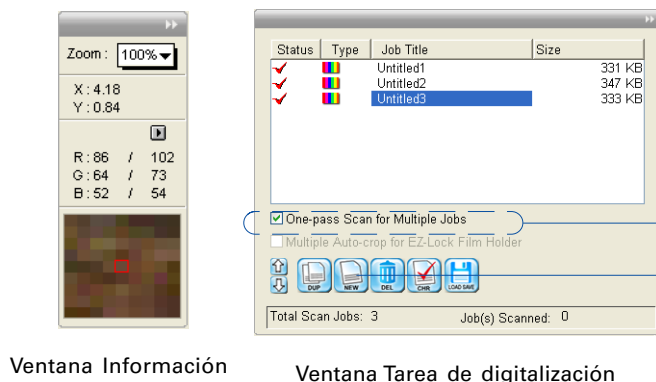 Zoom: 100%
X: 4.18
Y: 0.84
R: 86 / 102
G: 64 / 73
B: 52 / 54
Ventana Información
Status Type Job Title Size
Untitled1 331 KB
Untitled2 347 KB
Untitled3 333 KB
One-pass Scan for Multiple Jobs
Multiple Auto-crop for EZ-Lock Film Holder
DUP NEW DEL CHR LOAD SAVE
Total Scan Jobs: 3 Job(s) Scanned: 0
Ventana Tarea de digitalización